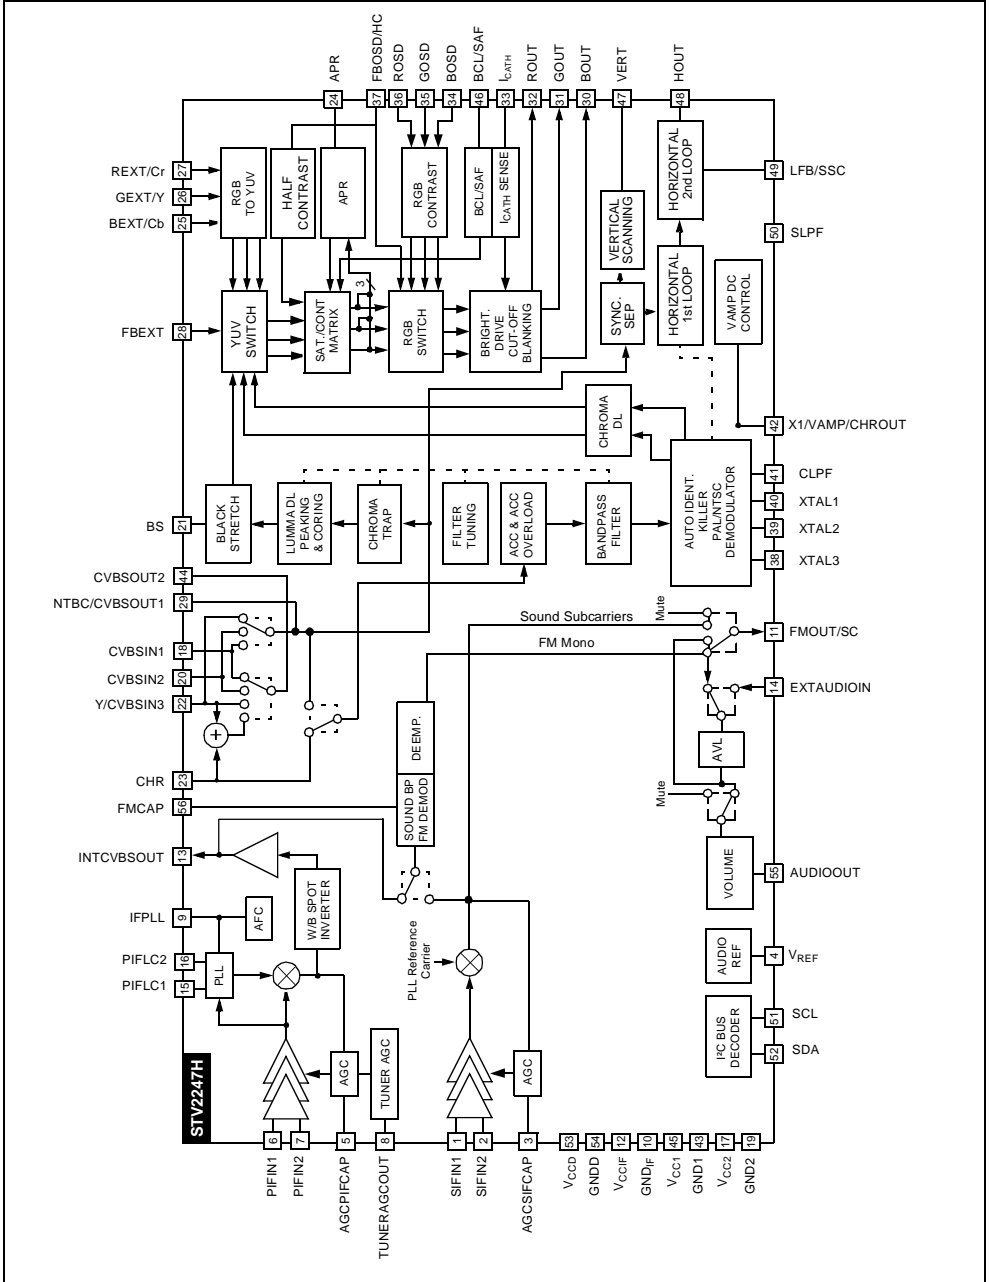 APR
FBOSD/HC
ROSD
GOSD
BOSD
BCL/SAF
ICATH
ROUT
GOUT
BOUT
VERT
HOUT
24
37
36
35
34
46
33
32
31
30
47
48
REXT/Cr
27
GEXT/Y
26
BEXT/Cb
25
RGB
TO YUV
HALF
CONTRAST
APR
RGB
CONTRAST
BCL/SAF
ICATH SENSE
VERTICAL
SCANNING
HORIZONTAL
2nd LOOP
49
LFB/SSC
50
SLPF
FBEXT
28
YUV
SWITCH
SAT./CONT
MATRIX
3
RGB
SWITCH
BRIGHT.
DRIVE
CUT-OFF
BLANKING
SYNC.
SEP
HORIZONTAL
1st LOOP
VAMP DC
CONTROL
CHROMA
DL
42
X1/VAMP/CHROUT
BS
21
BLACK
STRETCH
LUMMA DL
PEAKING
& CORING
CHROMA
TRAP
FILTER
TUNING
ACC & ACC
OVERLOAD
BANDPASS
FILTER
AUTO IDENT.
KILLER
PAL/NTSC
DEMODULATOR
41
CLPF
40
XTAL1
39
XTAL2
38
XTAL3
CVBSOUT2
44
NTBC/CVBSOUT1
29
CVBSIN1
18
CVBSIN2
20
Y/CVBSIN3
22
+
CHR
23
FMCAP
56
Sound Subcarriers
FM Mono
Mute
11
FMOUT/SC
14
EXTAUDIOIN
DEEMP.
SOUND BP
FM DEMOD
AVL
Mute
INTCVBSOUT
13
VOLUME
55
AUDIOOUT
IFPLL
9
AFC
W/B SPOT
INVERTER
PIFLC2
16
PIFLC1
15
PLL
PLL Reference
Carrier
AUDIO
REF
4
VREF
I²C BUS
DECODER
51
SCL
52
SDA
STV2247H
AGC
TUNER AGC
AGC
6
7
5
8
1
2
3
53
54
12
10
45
43
17
19
PIFIN1
PIFIN2
AGCPIFCAP
TUNERAGCOUT
SIFIN1
SIFIN2
AGCSIFCAP
VCCD
GNDD
VCCIF
GNDIF
VCC1
GND1
VCC2
GND2